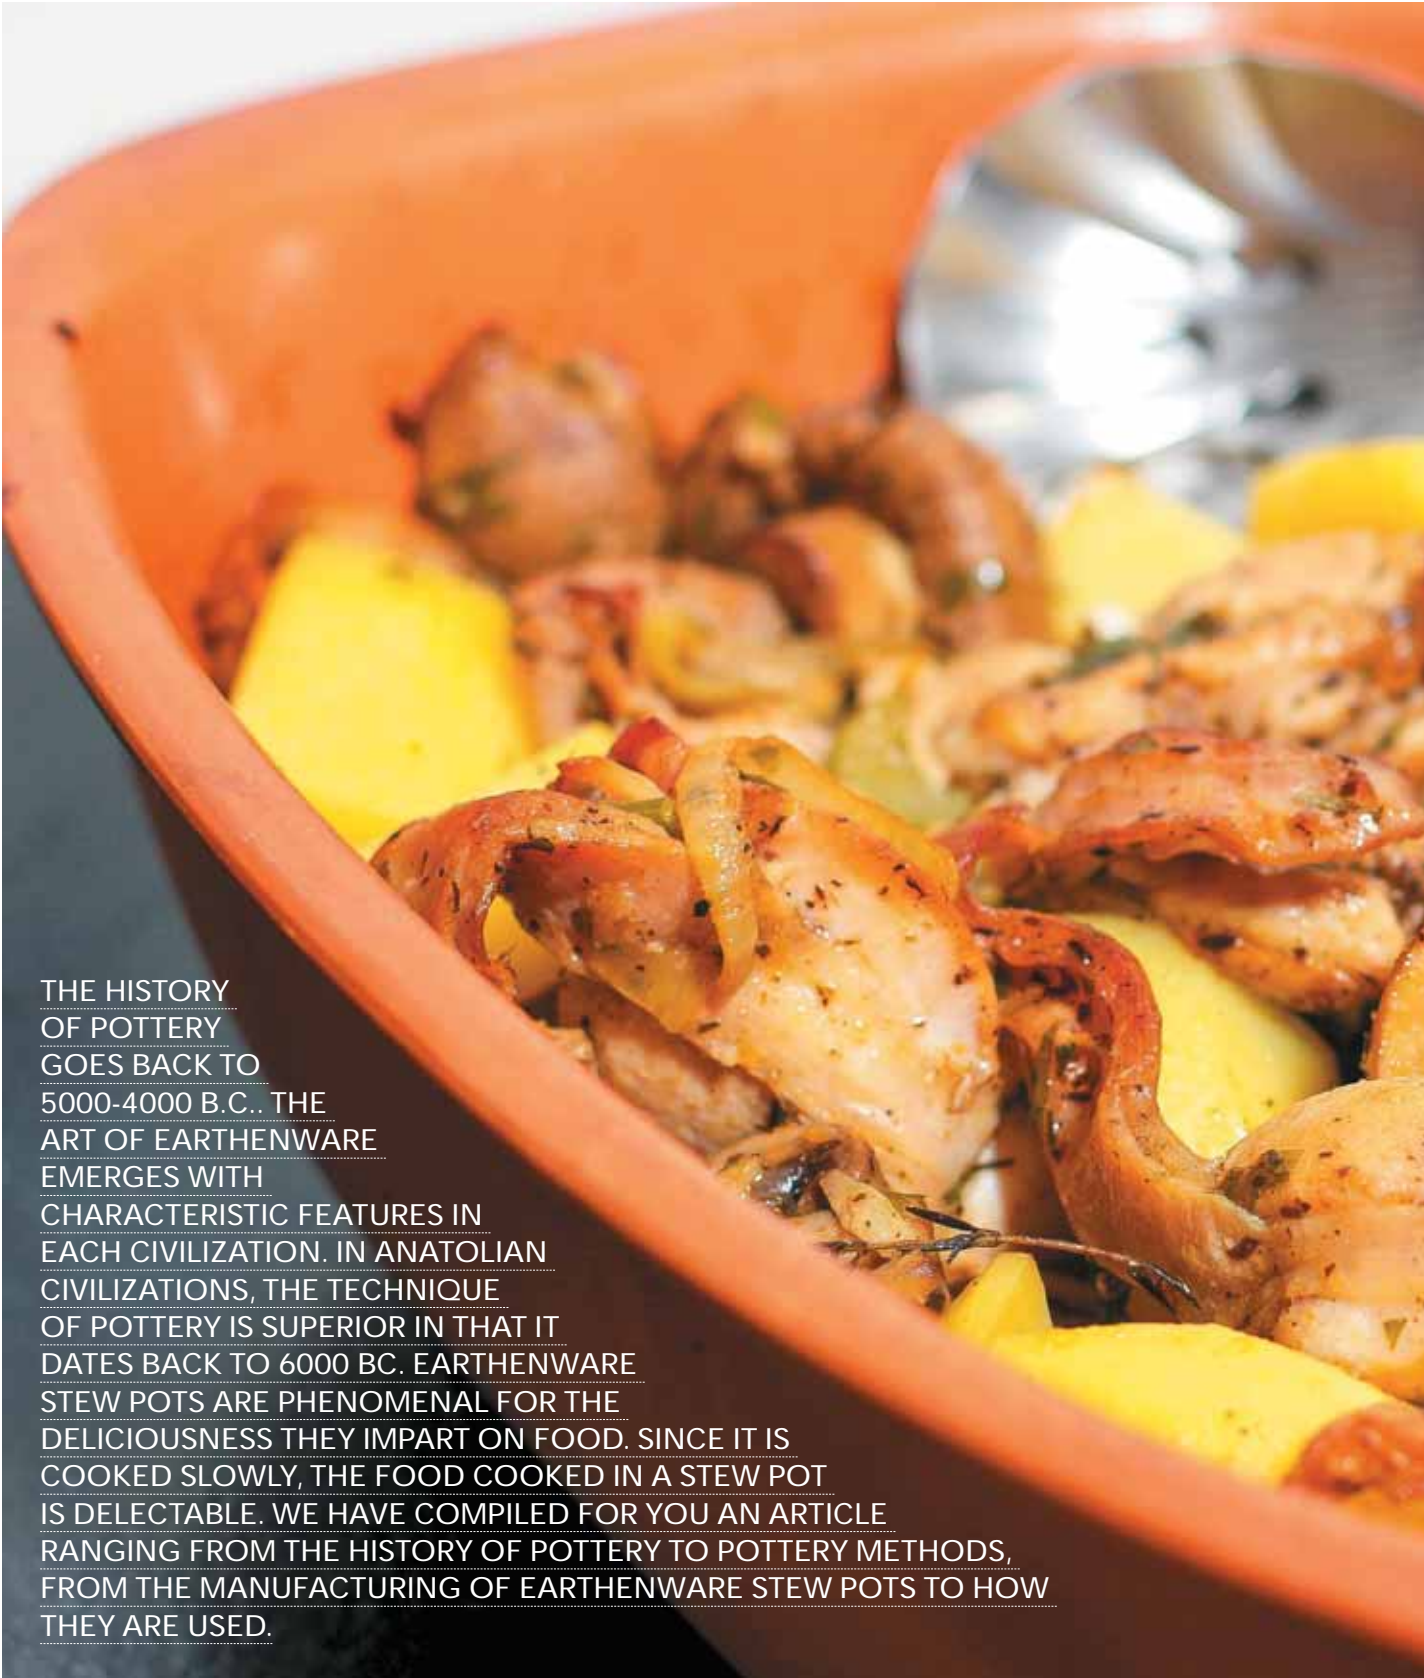 THE HISTORY
OF POTTERY
GOES BACK TO
5000-4000 B.C.. THE
ART OF EARTHENWARE
EMERGES WITH
CHARACTERISTIC FEATURES IN
EACH CIVILIZATION. IN ANATOLIAN
CIVILIZATIONS, THE TECHNIQUE
OF POTTERY IS SUPERIOR IN THAT IT
DATES BACK TO 6000 BC. EARTHENWARE
STEW POTS ARE PHENOMENAL FOR THE
DELICIOUSNESS THEY IMPART ON FOOD. SINCE IT IS
COOKED SLOWLY, THE FOOD COOKED IN A STEW POT
IS DELECTABLE. WE HAVE COMPILED FOR YOU AN ARTICLE
RANGING FROM THE HISTORY OF POTTERY TO POTTERY METHODS,
FROM THE MANUFACTURING OF EARTHENWARE STEW POTS TO HOW
THEY ARE USED.